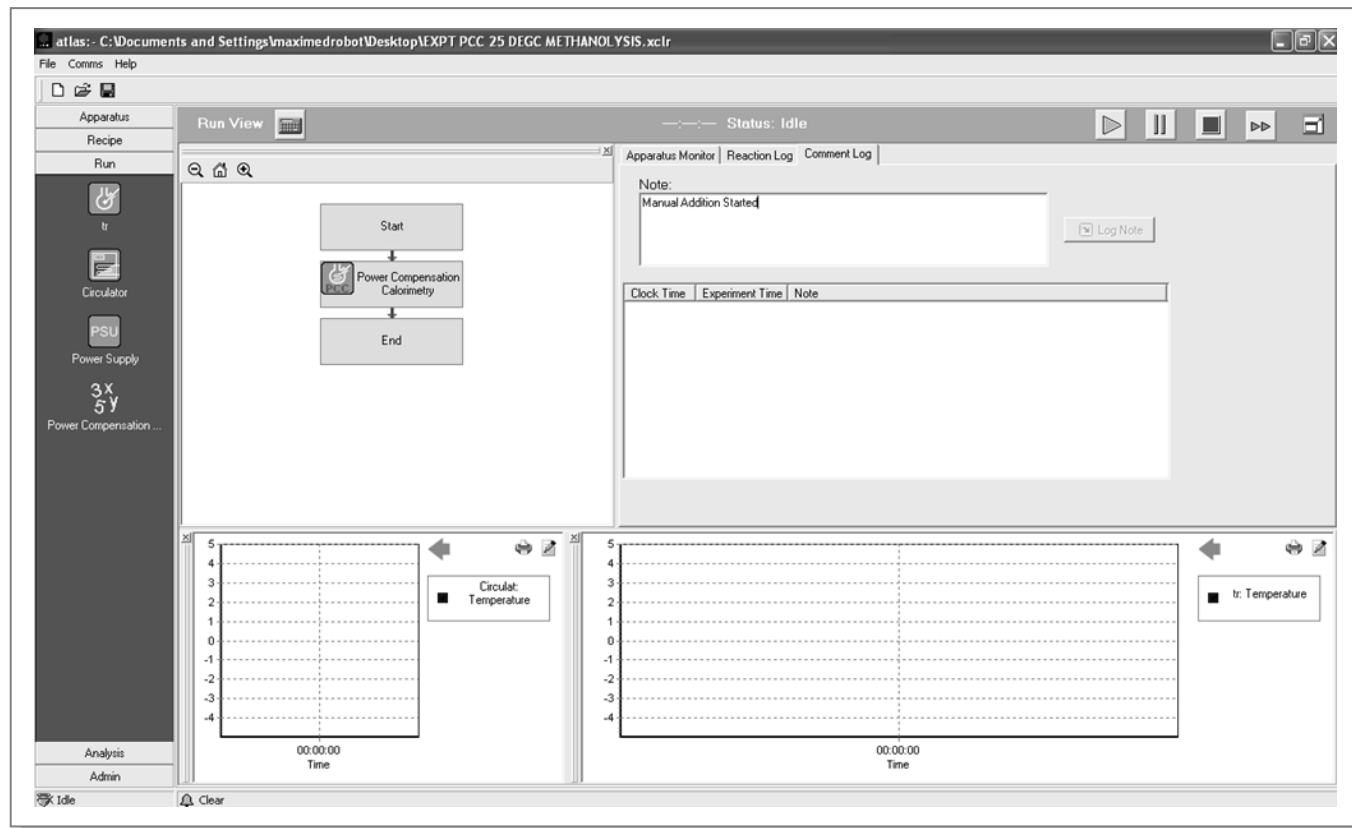 atlas:- C:\Documents and Settings\maximedrobot\Desktop\EXPT PCC 25 DEGC METHANOLYSIS.xclr
File Comms Help
Apparatus
Recipe
Run
tr
Circulator
PSU
Power Supply
3x
5y
Power Compensation ...
Analysis
Admin
Run View
—:—:— Status: Idle
Start
PCC
Power Compensation
Calorimetry
End
Apparatus Monitor Reaction Log Comment Log
Note:
Manual Addition Started
Log Note
Clock Time Experiment Time Note
5
4
3
2
1
0
-1
-2
-3
-4
00:00:00
Time
Circulat:
Temperature
5
4
3
2
1
0
-1
-2
-3
-4
00:00:00
Time
tr: Temperature
Idle
Clear